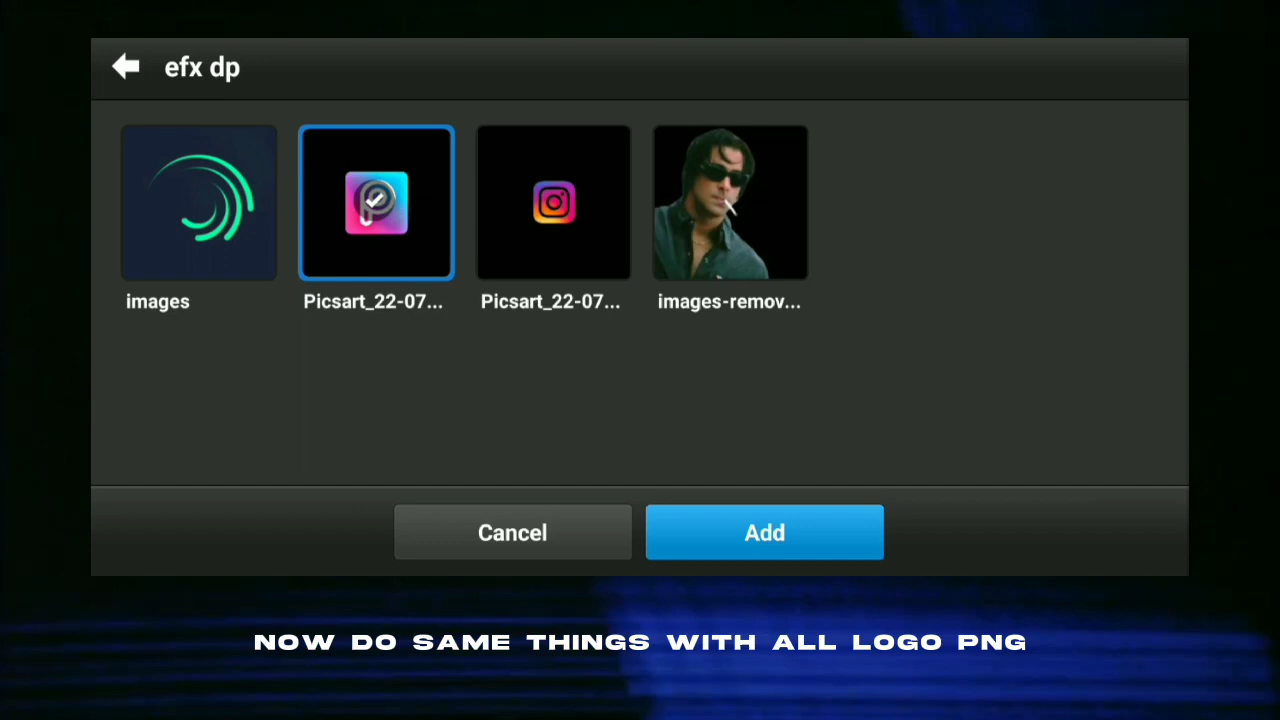 efx dp
images
Picsart_22-07...
Picsart_22-07...
images-remov...
Cancel
Add
NOW DO SAME THINGS WITH ALL LOGO PNG